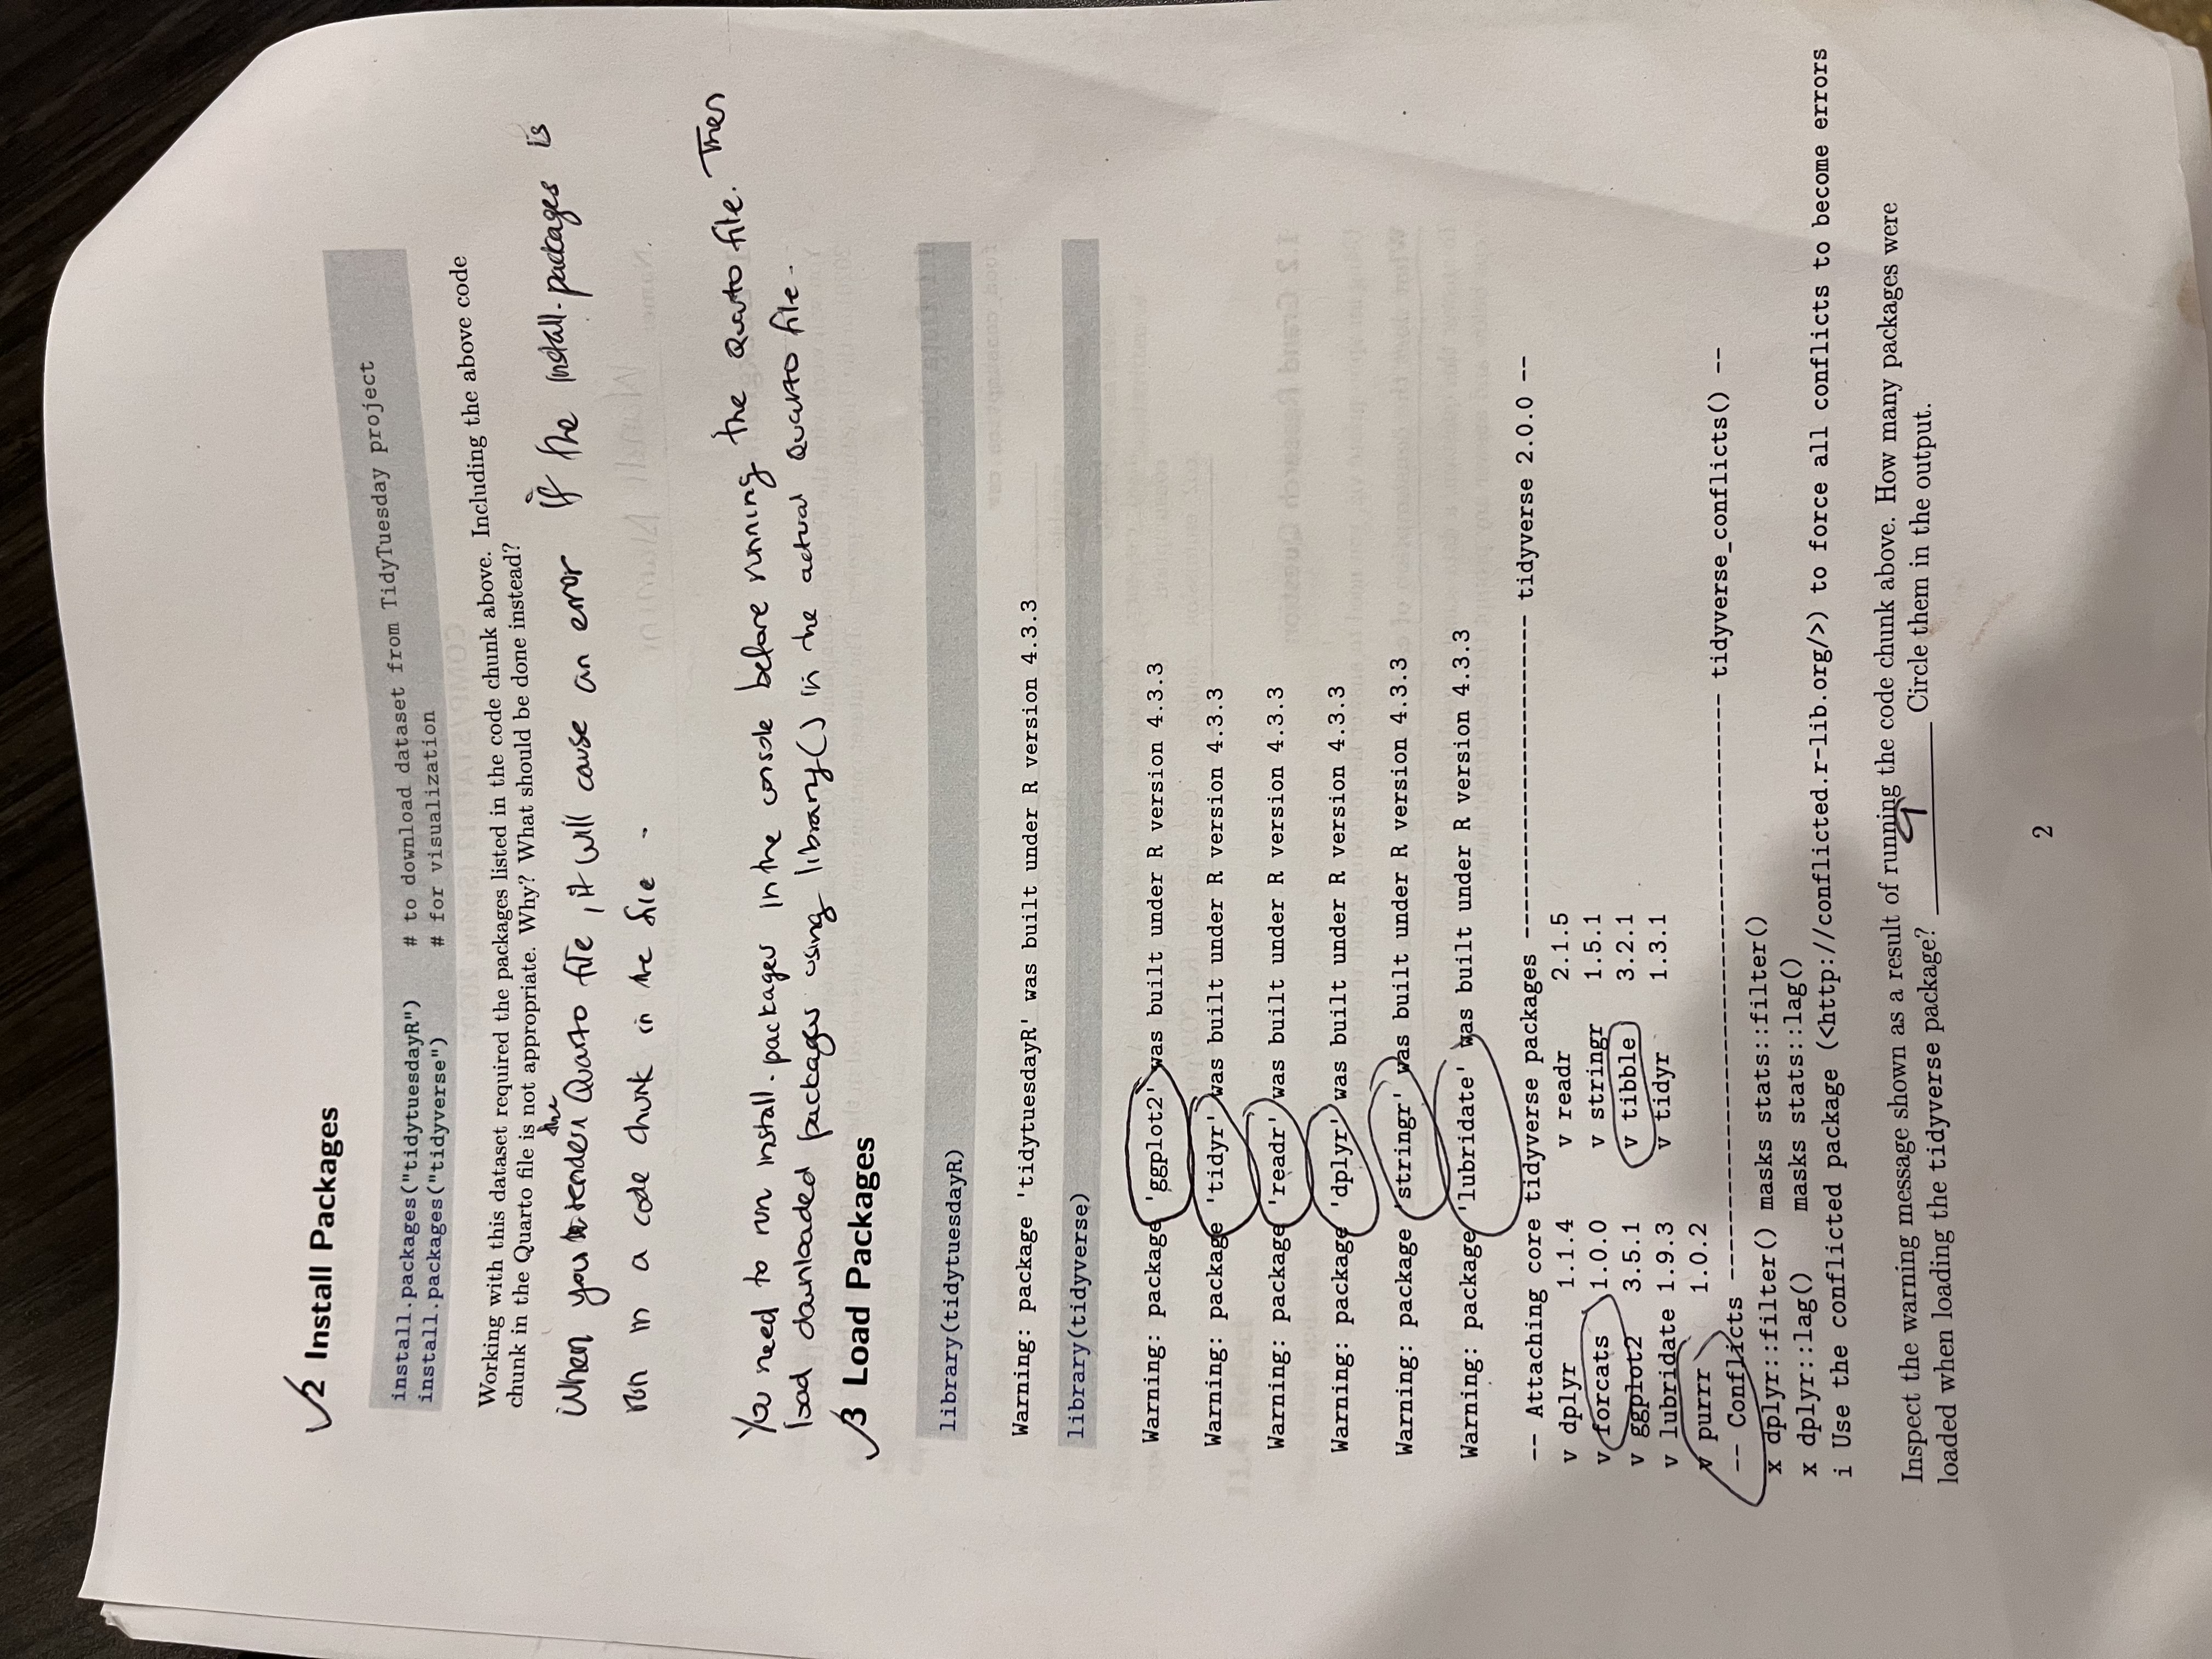 2 Install Packages
install.packages("tidytuesdayR") # to download dataset from TidyTuesday project
install.packages("tidyverse") # for visualization
Working with this dataset required the packages listed in the code chunk above. Including the above code
chunk in the Quarto file is not appropriate. Why? What should be done instead?
When you render the Quarto file, it will cause an error if the install.packages is
run in a code chunk in the file.
You need to run install.packages in the console before running the Quarto file. Then
load downloaded packages using library() in the actual Quarto file.
3 Load Packages
library(tidytuesdayR)
Warning: package 'tidytuesdayR' was built under R version 4.3.3
library(tidyverse)
Warning: package 'ggplot2' was built under R version 4.3.3
Warning: package 'tidyr' was built under R version 4.3.3
Warning: package 'readr' was built under R version 4.3.3
Warning: package 'dplyr' was built under R version 4.3.3
Warning: package 'stringr' was built under R version 4.3.3
Warning: package 'lubridate' was built under R version 4.3.3
-- Attaching core tidyverse packages ------------------------ tidyverse 2.0.0 --
v dplyr 1.1.4 v readr 2.1.5
v forcats 1.0.0 v stringr 1.5.1
v ggplot2 3.5.1 v tibble 3.2.1
v lubridate 1.9.3 v tidyr 1.3.1
v purrr 1.0.2
-- Conflicts ------------------------------------------ tidyverse_conflicts() --
x dplyr::filter() masks stats::filter()
x dplyr::lag() masks stats::lag()
i Use the conflicted package (<http://conflicted.r-lib.org/>) to force all conflicts to become errors
Inspect the warning message shown as a result of running the code chunk above. How many packages were
loaded when loading the tidyverse package? 9 Circle them in the output.
2